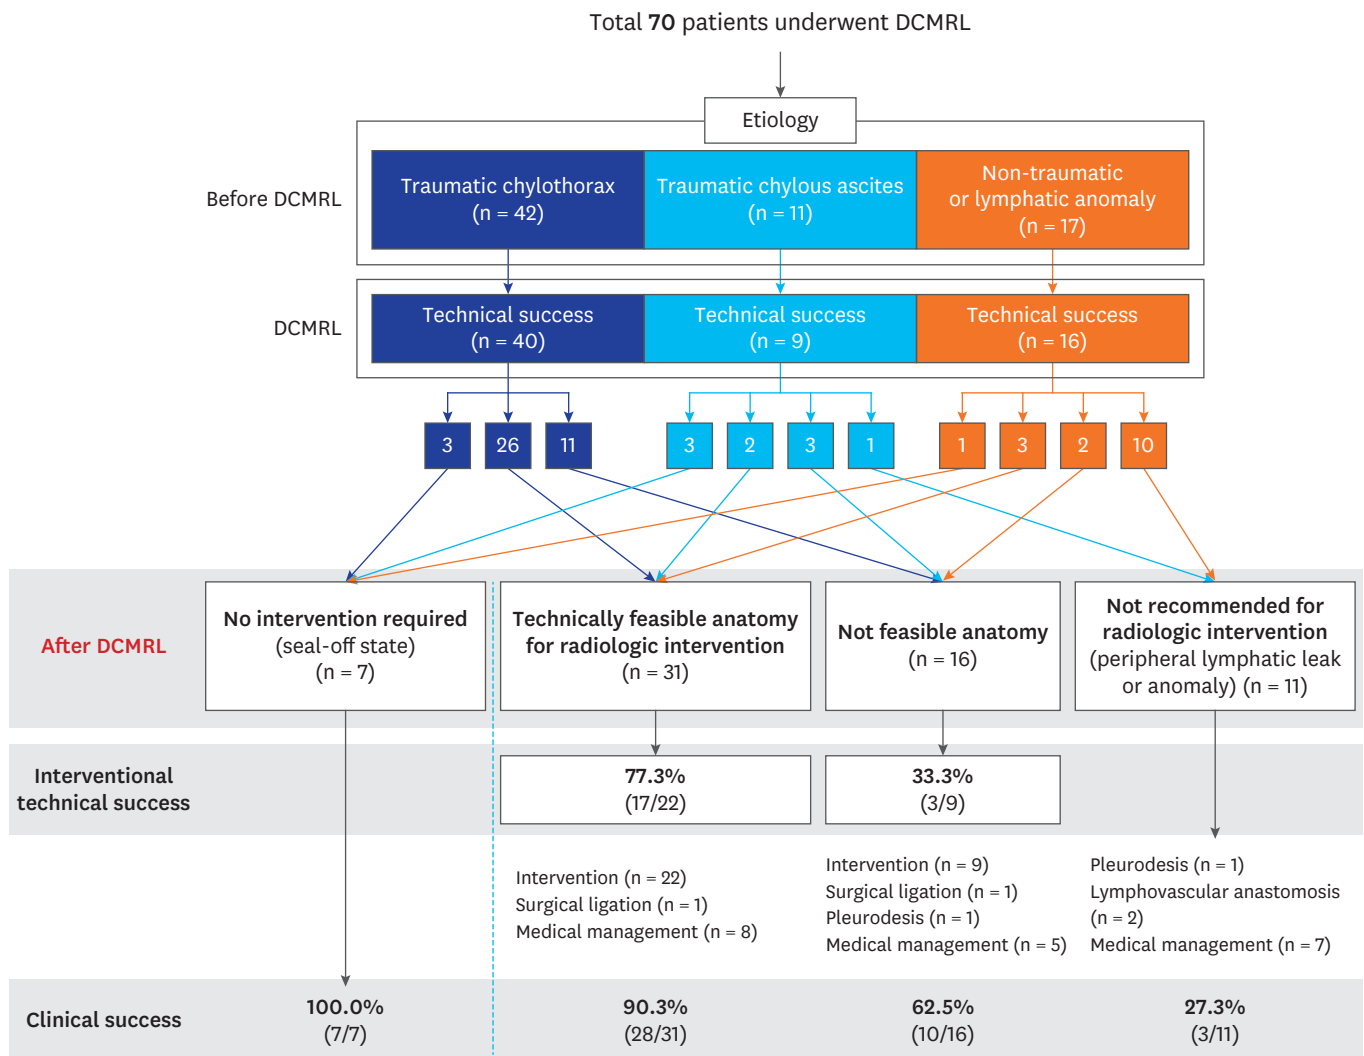 Total 70 patients underwent DCMRL
Etiology
Before DCMRL
Traumatic chylothorax
(n = 42)
Traumatic chylous ascites
(n = 11)
Non-traumatic
or lymphatic anomaly
(n = 17)
DCMRL
Technical success
(n = 40)
Technical success
(n = 9)
Technical success
(n = 16)
3
26
11
3
2
3
1
1
3
2
10
After DCMRL
No intervention required
(seal-off state)
(n = 7)
Technically feasible anatomy
for radiologic intervention
(n = 31)
Not feasible anatomy
(n = 16)
Not recommended for
radiologic intervention
(peripheral lymphatic leak
or anomaly) (n = 11)
Interventional
technical success
77.3%
(17/22)
33.3%
(3/9)
Intervention (n = 22)
Surgical ligation (n = 1)
Medical management (n = 8)
Intervention (n = 9)
Surgical ligation (n = 1)
Pleurodesis (n = 1)
Medical management (n = 5)
Pleurodesis (n = 1)
Lymphovascular anastomosis
(n = 2)
Medical management (n = 7)
Clinical success
100.0%
(7/7)
90.3%
(28/31)
62.5%
(10/16)
27.3%
(3/11)